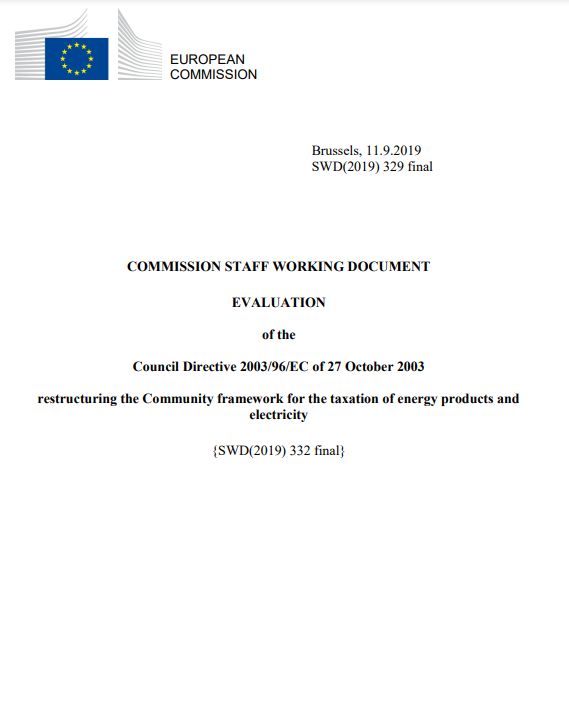 EUROPEAN
COMMISSION
Brussels, 11.9.2019
SWD(2019) 329 final
COMMISSION STAFF WORKING DOCUMENT
EVALUATION
of the
Council Directive 2003/96/EC of 27 October 2003
restructuring the Community framework for the taxation of energy products and
electricity
{SWD(2019) 332 final}